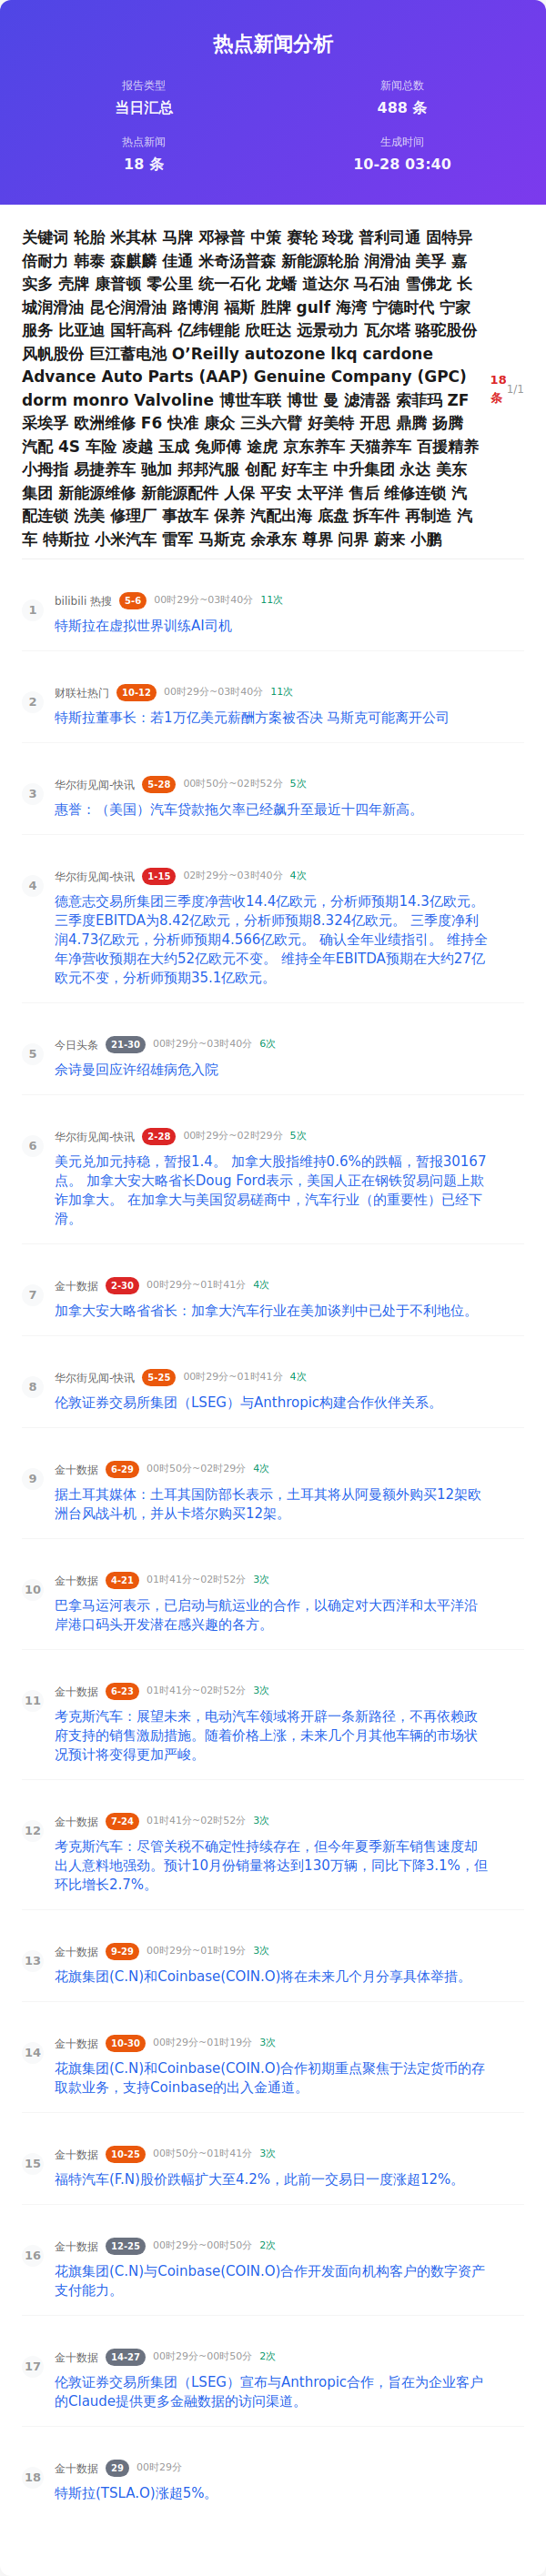 热点新闻分析
报告类型
当日汇总
新闻总数
488 条
热点新闻
18 条
生成时间
10-28 03:40
关键词 轮胎 米其林 马牌 邓禄普 中策 赛轮 玲珑 普利司通 固特异
倍耐力 韩泰 森麒麟 佳通 米奇汤普森 新能源轮胎 润滑油 美孚 嘉
实多 壳牌 康普顿 零公里 统一石化 龙蟠 道达尔 马石油 雪佛龙 长
城润滑油 昆仑润滑油 路博润 福斯 胜牌 gulf 海湾 宁德时代 宁家
服务 比亚迪 国轩高科 亿纬锂能 欣旺达 远景动力 瓦尔塔 骆驼股份
风帆股份 巨江蓄电池 O’Reilly autozone lkq cardone
Advance Auto Parts (AAP) Genuine Company (GPC)
dorm monro Valvoline 博世车联 博世 曼 滤清器 索菲玛 ZF
采埃孚 欧洲维修 F6 快准 康众 三头六臂 好美特 开思 鼎腾 扬腾
汽配 4S 车险 凌越 玉成 兔师傅 途虎 京东养车 天猫养车 百援精养
小拇指 易捷养车 驰加 邦邦汽服 创配 好车主 中升集团 永达 美东
集团 新能源维修 新能源配件 人保 平安 太平洋 售后 维修连锁 汽
配连锁 洗美 修理厂 事故车 保养 汽配出海 底盘 拆车件 再制造 汽
车 特斯拉 小米汽车 雷军 马斯克 余承东 尊界 问界 蔚来 小鹏
18
条
1/1
1
bilibili 热搜 5-6 00时29分~03时40分 11次
特斯拉在虚拟世界训练AI司机
2
财联社热门 10-12 00时29分~03时40分 11次
特斯拉董事长：若1万亿美元薪酬方案被否决 马斯克可能离开公司
3
华尔街见闻-快讯 5-28 00时50分~02时52分 5次
惠誉：（美国）汽车贷款拖欠率已经飙升至最近十四年新高。
4
华尔街见闻-快讯 1-15 02时29分~03时40分 4次
德意志交易所集团三季度净营收14.4亿欧元，分析师预期14.3亿欧元。
三季度EBITDA为8.42亿欧元，分析师预期8.324亿欧元。 三季度净利
润4.73亿欧元，分析师预期4.566亿欧元。 确认全年业绩指引。 维持全
年净营收预期在大约52亿欧元不变。 维持全年EBITDA预期在大约27亿
欧元不变，分析师预期35.1亿欧元。
5
今日头条 21-30 00时29分~03时40分 6次
佘诗曼回应许绍雄病危入院
6
华尔街见闻-快讯 2-28 00时29分~02时29分 5次
美元兑加元持稳，暂报1.4。 加拿大股指维持0.6%的跌幅，暂报30167
点。 加拿大安大略省长Doug Ford表示，美国人正在钢铁贸易问题上欺
诈加拿大。 在加拿大与美国贸易磋商中，汽车行业（的重要性）已经下
滑。
7
金十数据 2-30 00时29分~01时41分 4次
加拿大安大略省省长：加拿大汽车行业在美加谈判中已处于不利地位。
8
华尔街见闻-快讯 5-25 00时29分~01时41分 4次
伦敦证券交易所集团（LSEG）与Anthropic构建合作伙伴关系。
9
金十数据 6-29 00时50分~02时29分 4次
据土耳其媒体：土耳其国防部长表示，土耳其将从阿曼额外购买12架欧
洲台风战斗机，并从卡塔尔购买12架。
10
金十数据 4-21 01时41分~02时52分 3次
巴拿马运河表示，已启动与航运业的合作，以确定对大西洋和太平洋沿
岸港口码头开发潜在感兴趣的各方。
11
金十数据 6-23 01时41分~02时52分 3次
考克斯汽车：展望未来，电动汽车领域将开辟一条新路径，不再依赖政
府支持的销售激励措施。随着价格上涨，未来几个月其他车辆的市场状
况预计将变得更加严峻。
12
金十数据 7-24 01时41分~02时52分 3次
考克斯汽车：尽管关税不确定性持续存在，但今年夏季新车销售速度却
出人意料地强劲。预计10月份销量将达到130万辆，同比下降3.1%，但
环比增长2.7%。
13
金十数据 9-29 00时29分~01时19分 3次
花旗集团(C.N)和Coinbase(COIN.O)将在未来几个月分享具体举措。
14
金十数据 10-30 00时29分~01时19分 3次
花旗集团(C.N)和Coinbase(COIN.O)合作初期重点聚焦于法定货币的存
取款业务，支持Coinbase的出入金通道。
15
金十数据 10-25 00时50分~01时41分 3次
福特汽车(F.N)股价跌幅扩大至4.2%，此前一交易日一度涨超12%。
16
金十数据 12-25 00时29分~00时50分 2次
花旗集团(C.N)与Coinbase(COIN.O)合作开发面向机构客户的数字资产
支付能力。
17
金十数据 14-27 00时29分~00时50分 2次
伦敦证券交易所集团（LSEG）宣布与Anthropic合作，旨在为企业客户
的Claude提供更多金融数据的访问渠道。
18
金十数据 29 00时29分
特斯拉(TSLA.O)涨超5%。